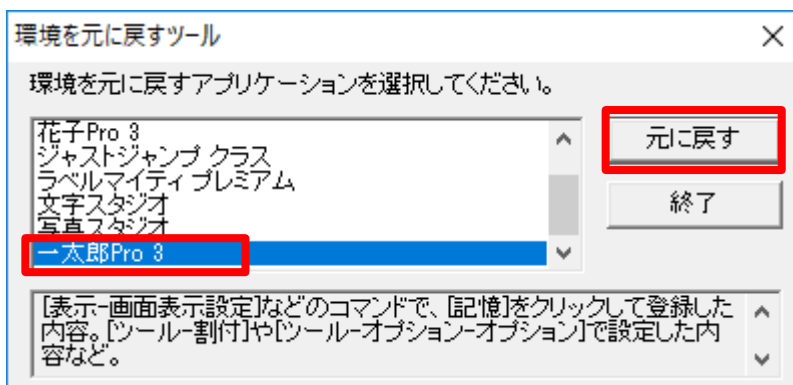 環境を元に戻すツール
環境を元に戻すアプリケーションを選択してください。
花子Pro 3
ジャストジャンプ クラス
ラベルマイティ プレミアム
文字スタジオ
写真スタジオ
一太郎Pro 3
元に戻す
終了
[表示-画面表示設定]などのコマンドで、[記憶]をクリックして登録した
内容。[ツール-割付]や[ツール-オプション-オプション]で設定した内
容など。